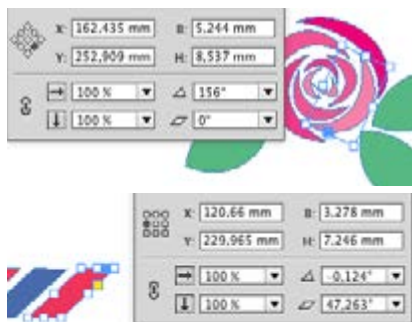 X: 162.435 mm B: 5.244 mm
Y: 252,909 mm H: 8,537 mm
100 % 156°
100 % 0°
X: 120.66 mm B: 3.278 mm
Y: 229.965 mm H: 7.246 mm
100 % -0,124°
100 % 47,263°